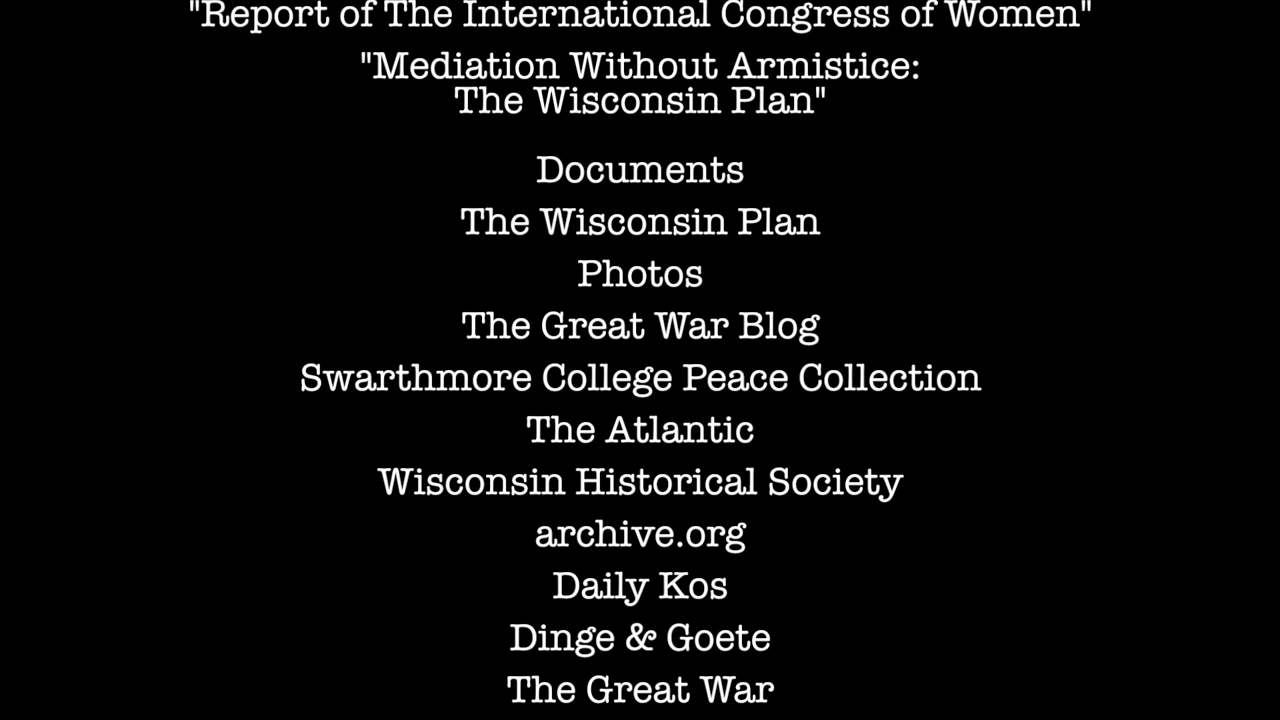 "Report of The International Congress of Women"
"Mediation Without Armistice:
The Wisconsin Plan"
Documents
The Wisconsin Plan
Photos
The Great War Blog
Swarthmore College Peace Collection
The Atlantic
Wisconsin Historical Society
archive.org
Daily Kos
Dinge & Goete
The Great War